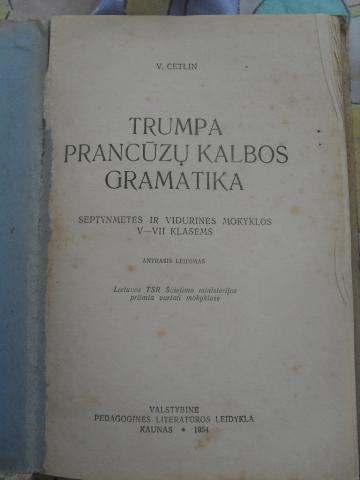 V. CETLIN
TRUMPA
PRANCŪZŲ KALBOS
GRAMATIKA
SEPTYNMETĖS IR VIDURINĖS MOKYKLOS
V—VII KLASĖMS
ANTRASIS LEIDIMAS
Lietuvos TSR Švietimo ministerijos
priimta vartoti mokyklose
VALSTYBINĖ
PEDAGOGINĖS LITERATŪROS LEIDYKLA
KAUNAS * 1954